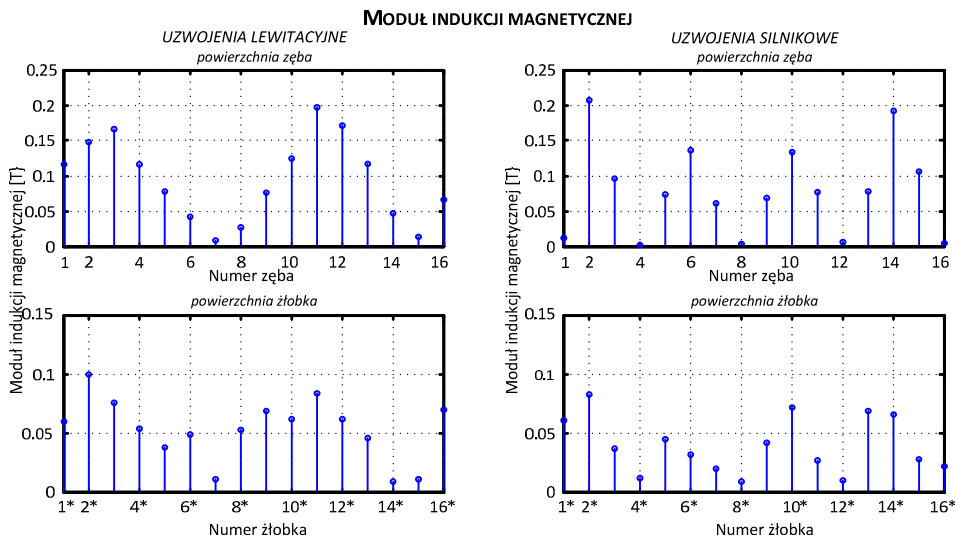 MODUŁ INDUKCJI MAGNETYCZNEJ
UZWOJENIA LEWITACYJNE
powierzchnia zęba
0.25
0.2
0.15
0.1
0.05
0
1 2 4 6 8 10 12 14 16
Numer zęba
powierzchnia żłobka
0.15
0.1
0.05
0
1* 2* 4* 6* 8* 10* 12* 14* 16*
Numer żłobka
Moduł indukcji magnetycznej [T}
UZWOJENIA SILNIKOWE
powierzchnia zęba
0.25
0.2
0.15
0.1
0.05
0
1 2 4 6 8 10 12 14 16
Numer zęba
powierzchnia żłobka
0.15
0.1
0.05
0
1* 2* 4* 6* 8* 10* 12* 14* 16*
Numer żłobka
Moduł indukcji magnetycznej [T}